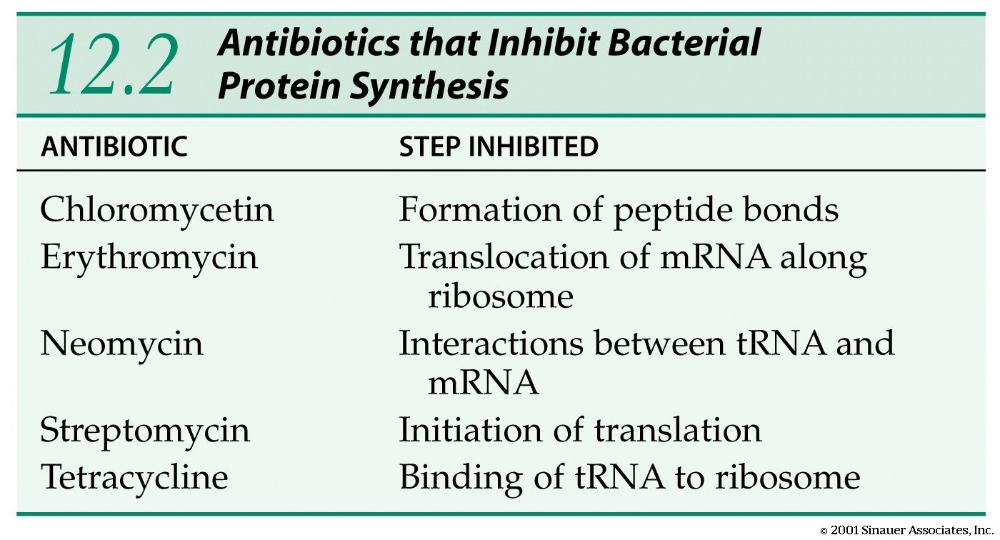 12.2 Antibiotics that Inhibit Bacterial
Protein Synthesis
ANTIBIOTIC STEP INHIBITED
Chloromycetin Formation of peptide bonds
Erythromycin Translocation of mRNA along
ribosome
Neomycin Interactions between tRNA and
mRNA
Streptomycin Initiation of translation
Tetracycline Binding of tRNA to ribosome
© 2001 Sinauer Associates, Inc.